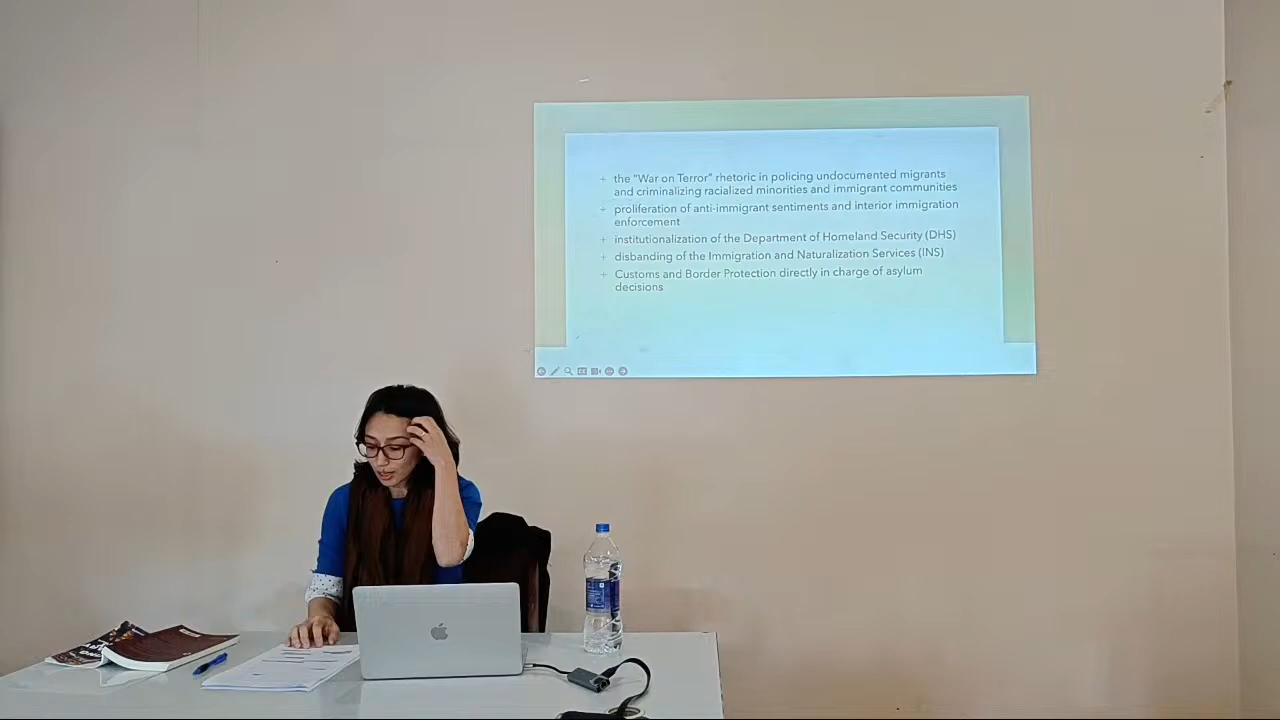 + the "War on Terror" rhetoric in policing undocumented migrants
and criminalizing racialized minorities and immigrant communities
+ proliferation of anti-immigrant sentiments and interior immigration
enforcement
+ institutionalization of the Department of Homeland Security (DHS)
+ disbanding of the Immigration and Naturalization Services (INS)
+ Customs and Border Protection directly in charge of asylum
decisions